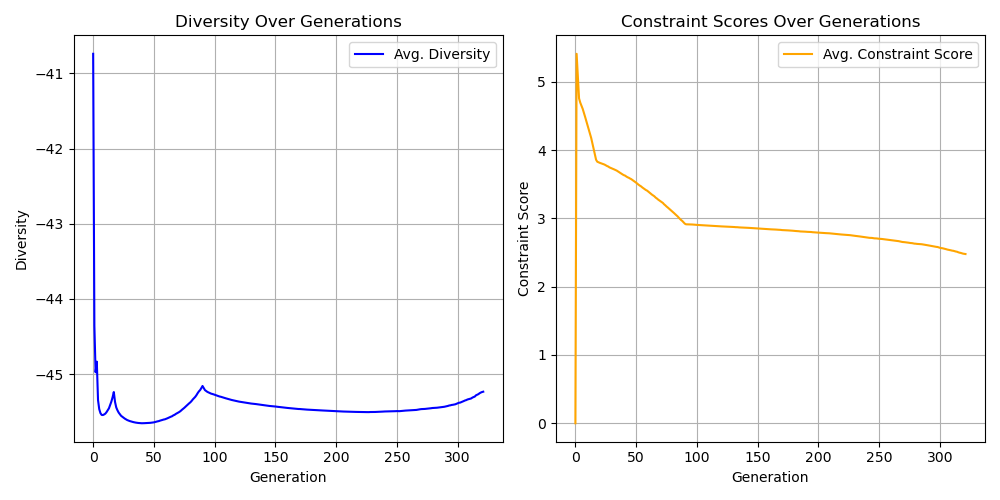 Diversity Over Generations
Avg. Diversity
−41
−42
−43
−44
−45
Diversity
0 50 100 150 200 250 300
Generation
Constraint Scores Over Generations
Avg. Constraint Score
5
4
3
2
1
0
Constraint Score
0 50 100 150 200 250 300
Generation